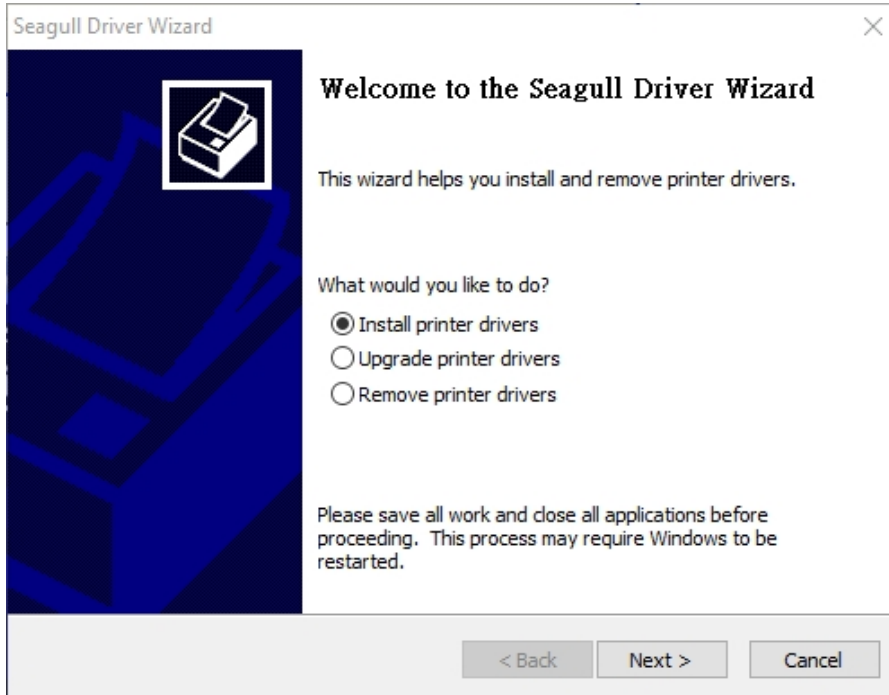 Seagull Driver Wizard
Welcome to the Seagull Driver Wizard
This wizard helps you install and remove printer drivers.
What would you like to do?
Install printer drivers
Upgrade printer drivers
Remove printer drivers
Please save all work and close all applications before
proceeding.  This process may require Windows to be
restarted.
< Back
Next >
Cancel